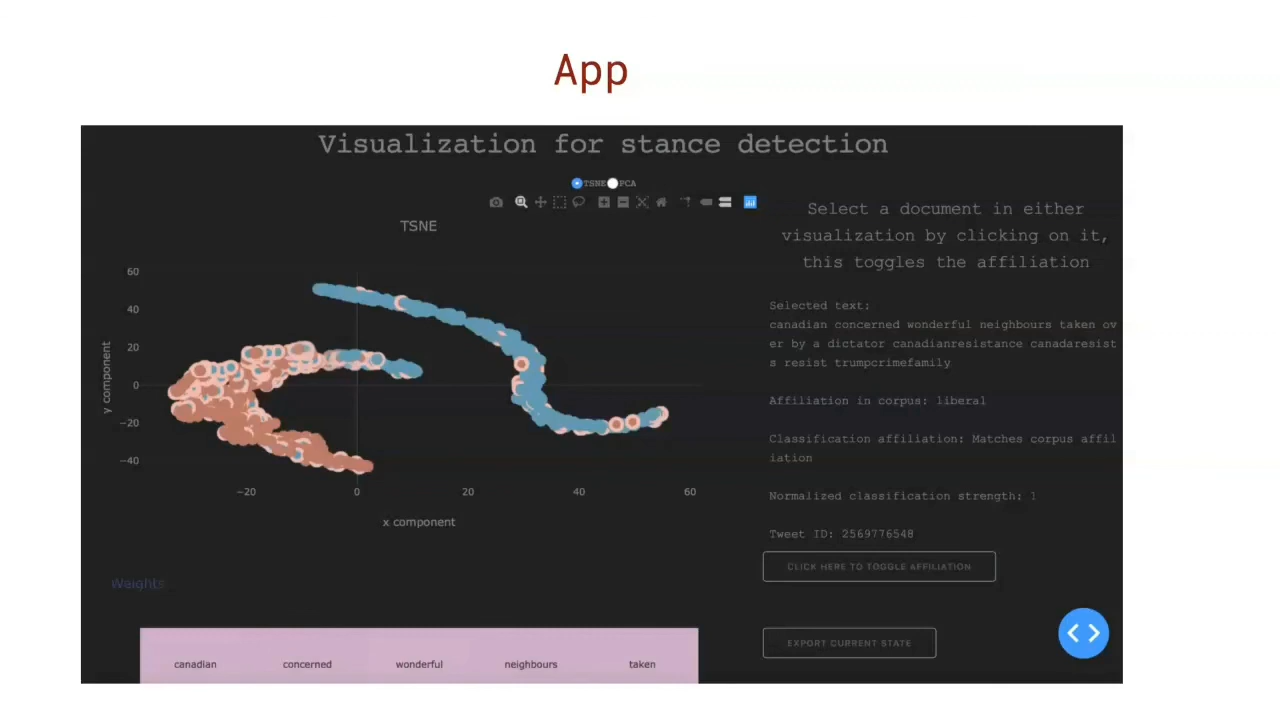 App
Visualization for stance detection
TSNE PCA
TSNE
60
40
20
0
−20
−40
y component
−20 0 20 40 60
x component
Select a document in either
visualization by clicking on it,
this toggles the affiliation
Selected text:
canadian concerned wonderful neighbours taken ov
er by a dictator canadianresistance canadaresist
s resist trumpcrimefamily
Affiliation in corpus: liberal
Classification affiliation: Matches corpus affil
iation
Normalized classification strength: 1
Tweet ID: 2569776548
CLICK HERE TO TOGGLE AFFILIATION
EXPORT CURRENT STATE
Weights
canadian concerned wonderful neighbours taken